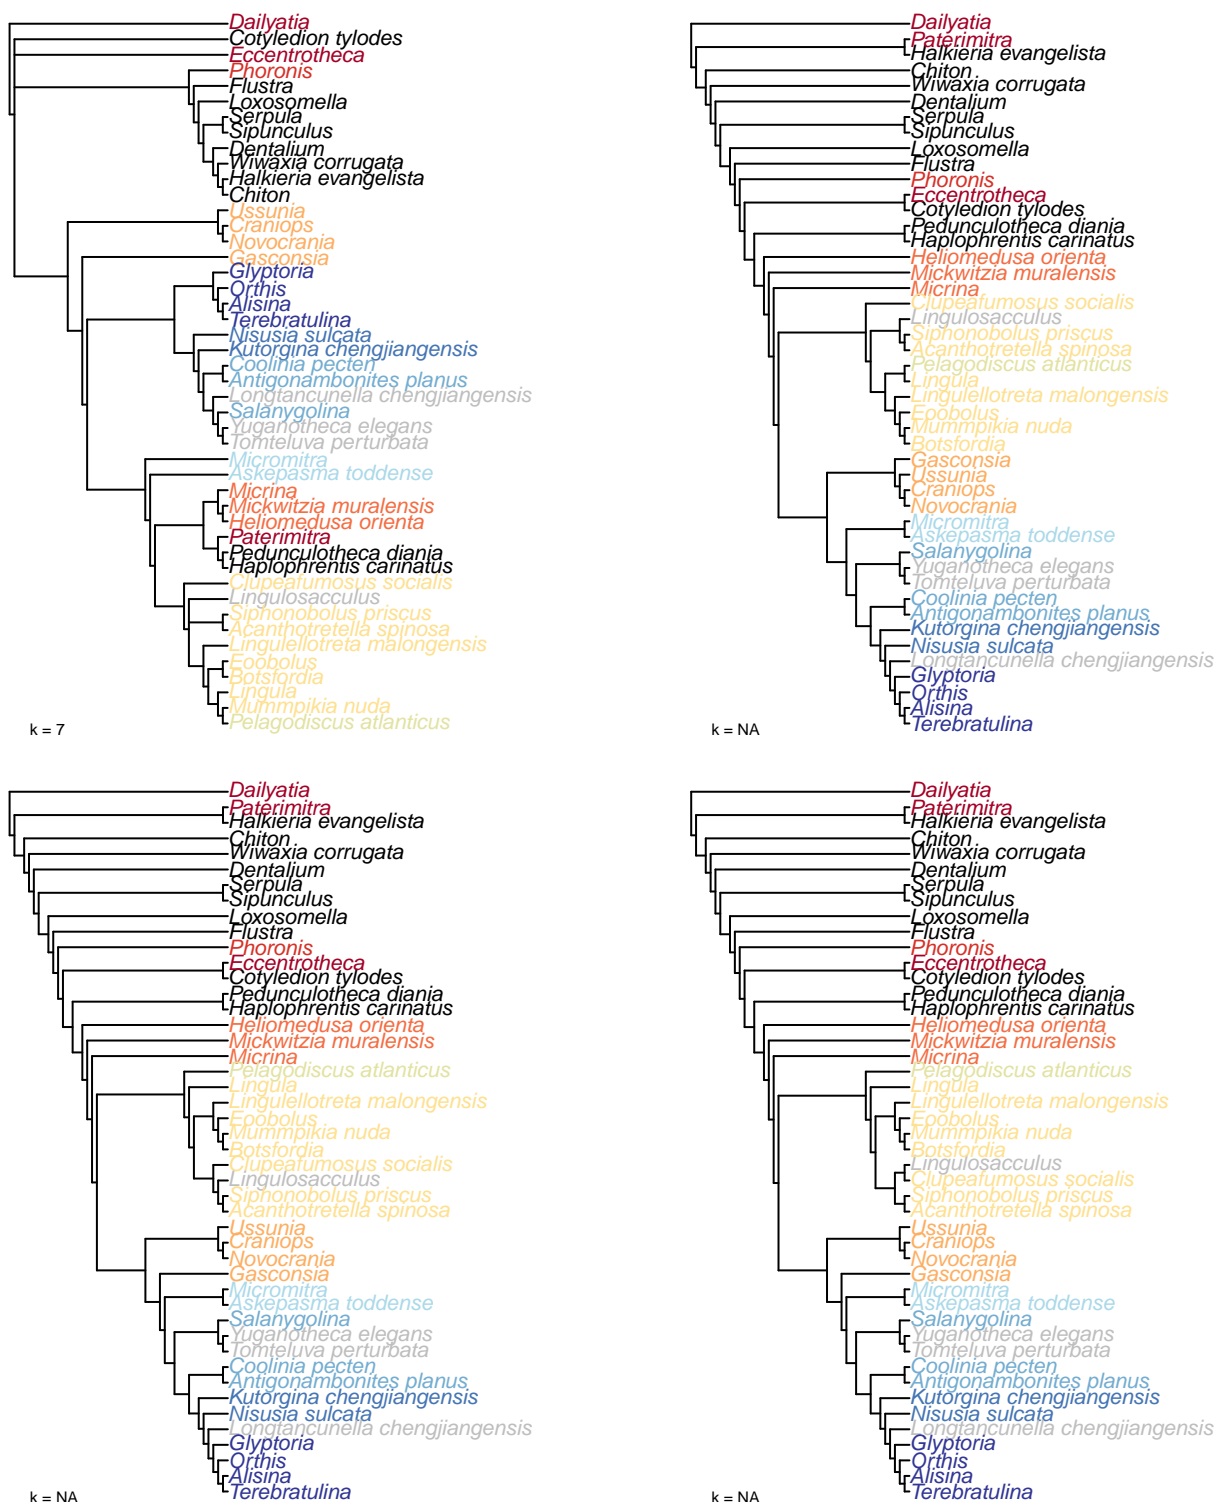 Dailyatia
Cotyledion tylodes
Eccentrotheca
Phoronis
Flustra
Loxosomella
Serpula
Sipunculus
Dentalium
Wiwaxia corrugata
Halkieria evangelista
Chiton
Ussunia
Craniops
Novocrania
Gasconsia
Glyptoria
Orthis
Alisina
Terebratulina
Nisusia sulcata
Kutorgina chengjiangensis
Coolinia pecten
Antigonambonites planus
Longtancunella chengjiangensis
Salanygolina
Yuganotheca elegans
Tomteluva perturbata
Micromitra
Askepasma toddense
Micrina
Mickwitzia muralensis
Heliomedusa orienta
Paterimitra
Pedunculotheca diania
Haplophrentis carinatus
Clupeafumosus socialis
Lingulosacculus
Siphonobolus priscus
Acanthotretella spinosa
Lingulellotreta malongensis
Eoobolus
Botsfordia
Lingula
Mummpikia nuda
Pelagodiscus atlanticus
k = 7
Dailyatia
Paterimitra
Halkieria evangelista
Chiton
Wiwaxia corrugata
Dentalium
Serpula
Sipunculus
Loxosomella
Flustra
Phoronis
Eccentrotheca
Cotyledion tylodes
Pedunculotheca diania
Haplophrentis carinatus
Heliomedusa orienta
Mickwitzia muralensis
Micrina
Clupeafumosus socialis
Lingulosacculus
Siphonobolus priscus
Acanthotretella spinosa
Pelagodiscus atlanticus
Lingula
Lingulellotreta malongensis
Eoobolus
Mummpikia nuda
Botsfordia
Gasconsia
Ussunia
Craniops
Novocrania
Micromitra
Askepasma toddense
Salanygolina
Yuganotheca elegans
Tomteluva perturbata
Coolinia pecten
Antigonambonites planus
Kutorgina chengjiangensis
Nisusia sulcata
Longtancunella chengjiangensis
Glyptoria
Orthis
Alisina
Terebratulina
k = NA
Dailyatia
Paterimitra
Halkieria evangelista
Chiton
Wiwaxia corrugata
Dentalium
Serpula
Sipunculus
Loxosomella
Flustra
Phoronis
Eccentrotheca
Cotyledion tylodes
Pedunculotheca diania
Haplophrentis carinatus
Heliomedusa orienta
Mickwitzia muralensis
Micrina
Pelagodiscus atlanticus
Lingula
Lingulellotreta malongensis
Eoobolus
Mummpikia nuda
Botsfordia
Clupeafumosus socialis
Lingulosacculus
Siphonobolus priscus
Acanthotretella spinosa
Ussunia
Craniops
Novocrania
Gasconsia
Micromitra
Askepasma toddense
Salanygolina
Yuganotheca elegans
Tomteluva perturbata
Coolinia pecten
Antigonambonites planus
Kutorgina chengjiangensis
Nisusia sulcata
Longtancunella chengjiangensis
Glyptoria
Orthis
Alisina
Terebratulina
k = NA
Dailyatia
Paterimitra
Halkieria evangelista
Chiton
Wiwaxia corrugata
Dentalium
Serpula
Sipunculus
Loxosomella
Flustra
Phoronis
Eccentrotheca
Cotyledion tylodes
Pedunculotheca diania
Haplophrentis carinatus
Heliomedusa orienta
Mickwitzia muralensis
Micrina
Pelagodiscus atlanticus
Lingula
Lingulellotreta malongensis
Eoobolus
Mummpikia nuda
Botsfordia
Lingulosacculus
Clupeafumosus socialis
Siphonobolus priscus
Acanthotretella spinosa
Ussunia
Craniops
Novocrania
Gasconsia
Micromitra
Askepasma toddense
Salanygolina
Yuganotheca elegans
Tomteluva perturbata
Coolinia pecten
Antigonambonites planus
Kutorgina chengjiangensis
Nisusia sulcata
Longtancunella chengjiangensis
Glyptoria
Orthis
Alisina
Terebratulina
k = NA